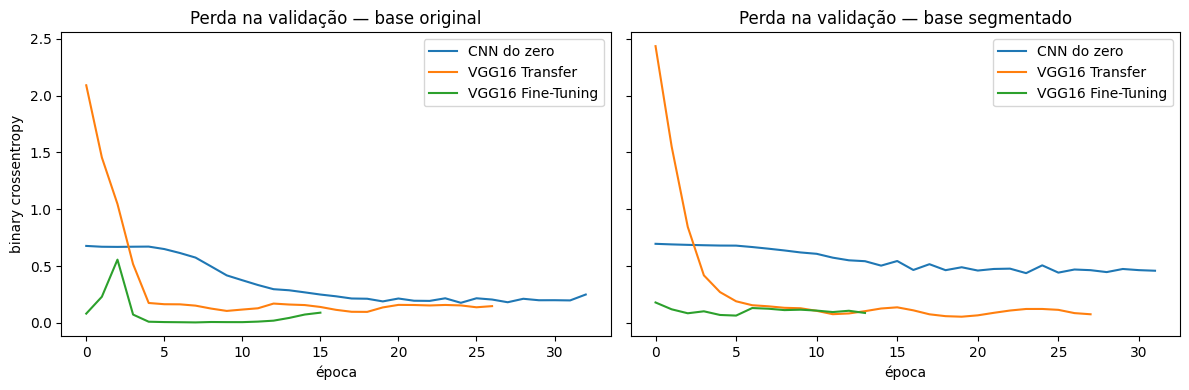 Perda na validação — base original
2.5
2.0
1.5
1.0
0.5
0.0
binary crossentropy
CNN do zero
VGG16 Transfer
VGG16 Fine-Tuning
0 5 10 15 20 25 30
época
Perda na validação — base segmentado
CNN do zero
VGG16 Transfer
VGG16 Fine-Tuning
0 5 10 15 20 25 30
época